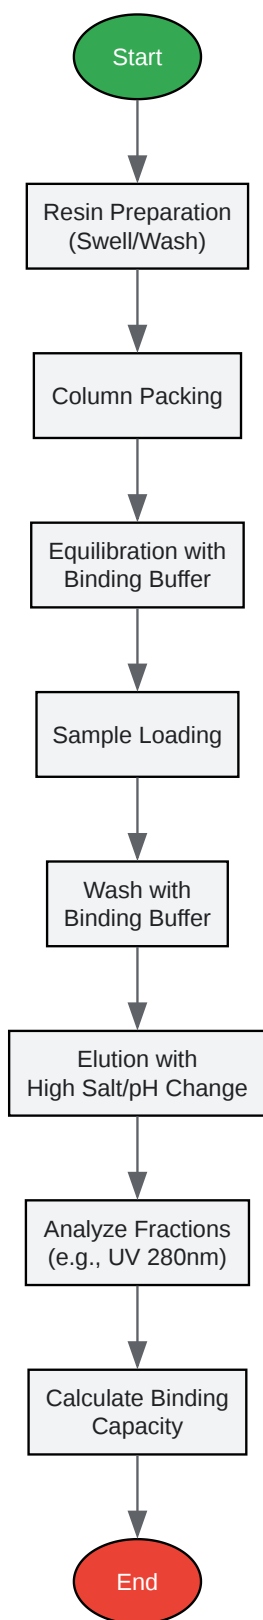 Start
Resin Preparation
(Swell/Wash)
Column Packing
Equilibration with
Binding Buffer
Sample Loading
Wash with
Binding Buffer
Elution with
High Salt/pH Change
Analyze Fractions
(e.g., UV 280nm)
Calculate Binding
Capacity
End